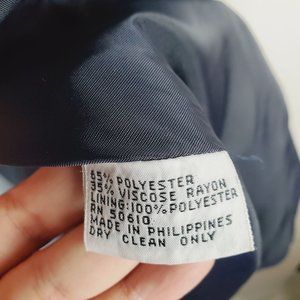 65% POLYESTER
35% VISCOSE RAYON
LINING:100% POLYESTER
RN 50610
MADE IN PHILIPPINES
DRY CLEAN ONLY